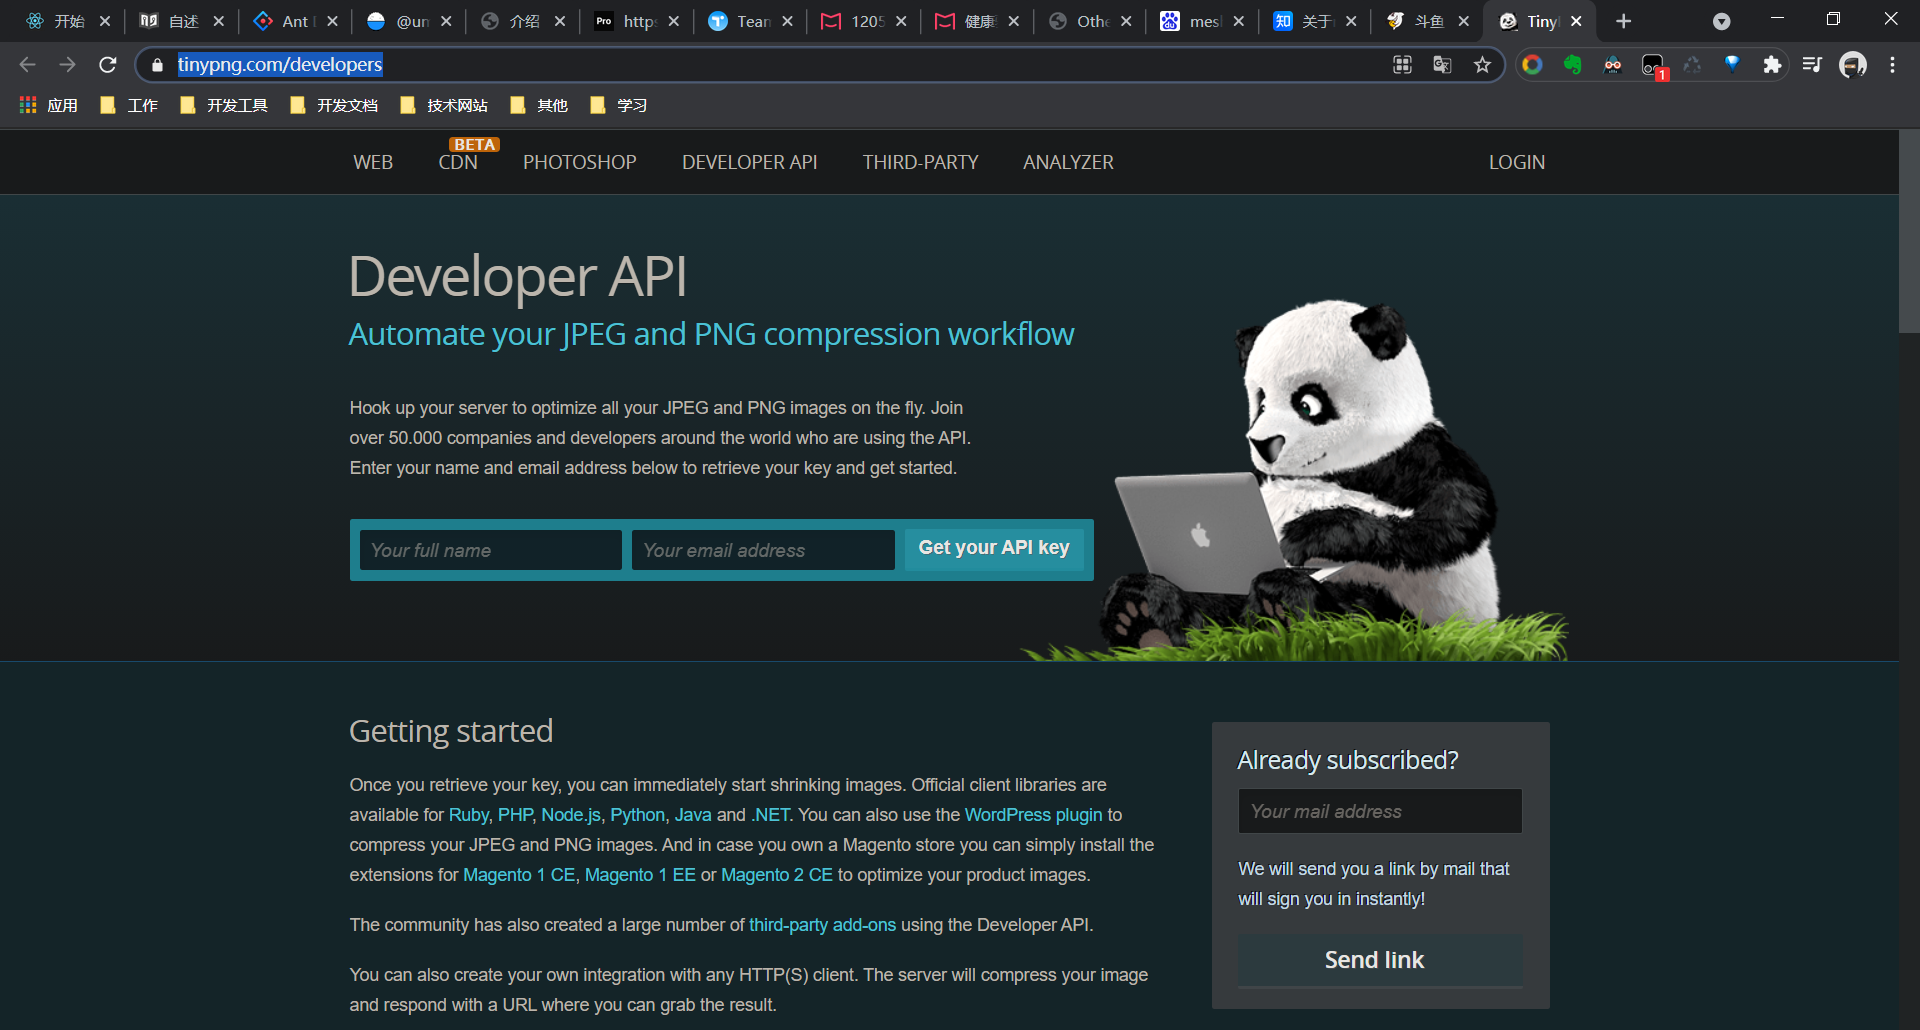 开始
自述
Ant
@un
介绍
Pro http
Tean
1205
健康
Othe
du mesl
知 关于
斗鱼
Tiny
tinypng.com/developers
1
应用 工作 开发工具 开发文档 技术网站 其他 学习
WEB CDN BETA PHOTOSHOP DEVELOPER API THIRD-PARTY ANALYZER LOGIN
Developer API
Automate your JPEG and PNG compression workflow
Hook up your server to optimize all your JPEG and PNG images on the fly. Join
over 50.000 companies and developers around the world who are using the API.
Enter your name and email address below to retrieve your key and get started.
Your full name Your email address Get your API key
Getting started
Once you retrieve your key, you can immediately start shrinking images. Official client libraries are
available for Ruby, PHP, Node.js, Python, Java and .NET. You can also use the WordPress plugin to
compress your JPEG and PNG images. And in case you own a Magento store you can simply install the
extensions for Magento 1 CE, Magento 1 EE or Magento 2 CE to optimize your product images.
The community has also created a large number of third-party add-ons using the Developer API.
You can also create your own integration with any HTTP(S) client. The server will compress your image
and respond with a URL where you can grab the result.
Already subscribed?
Your mail address
We will send you a link by mail that
will sign you in instantly!
Send link